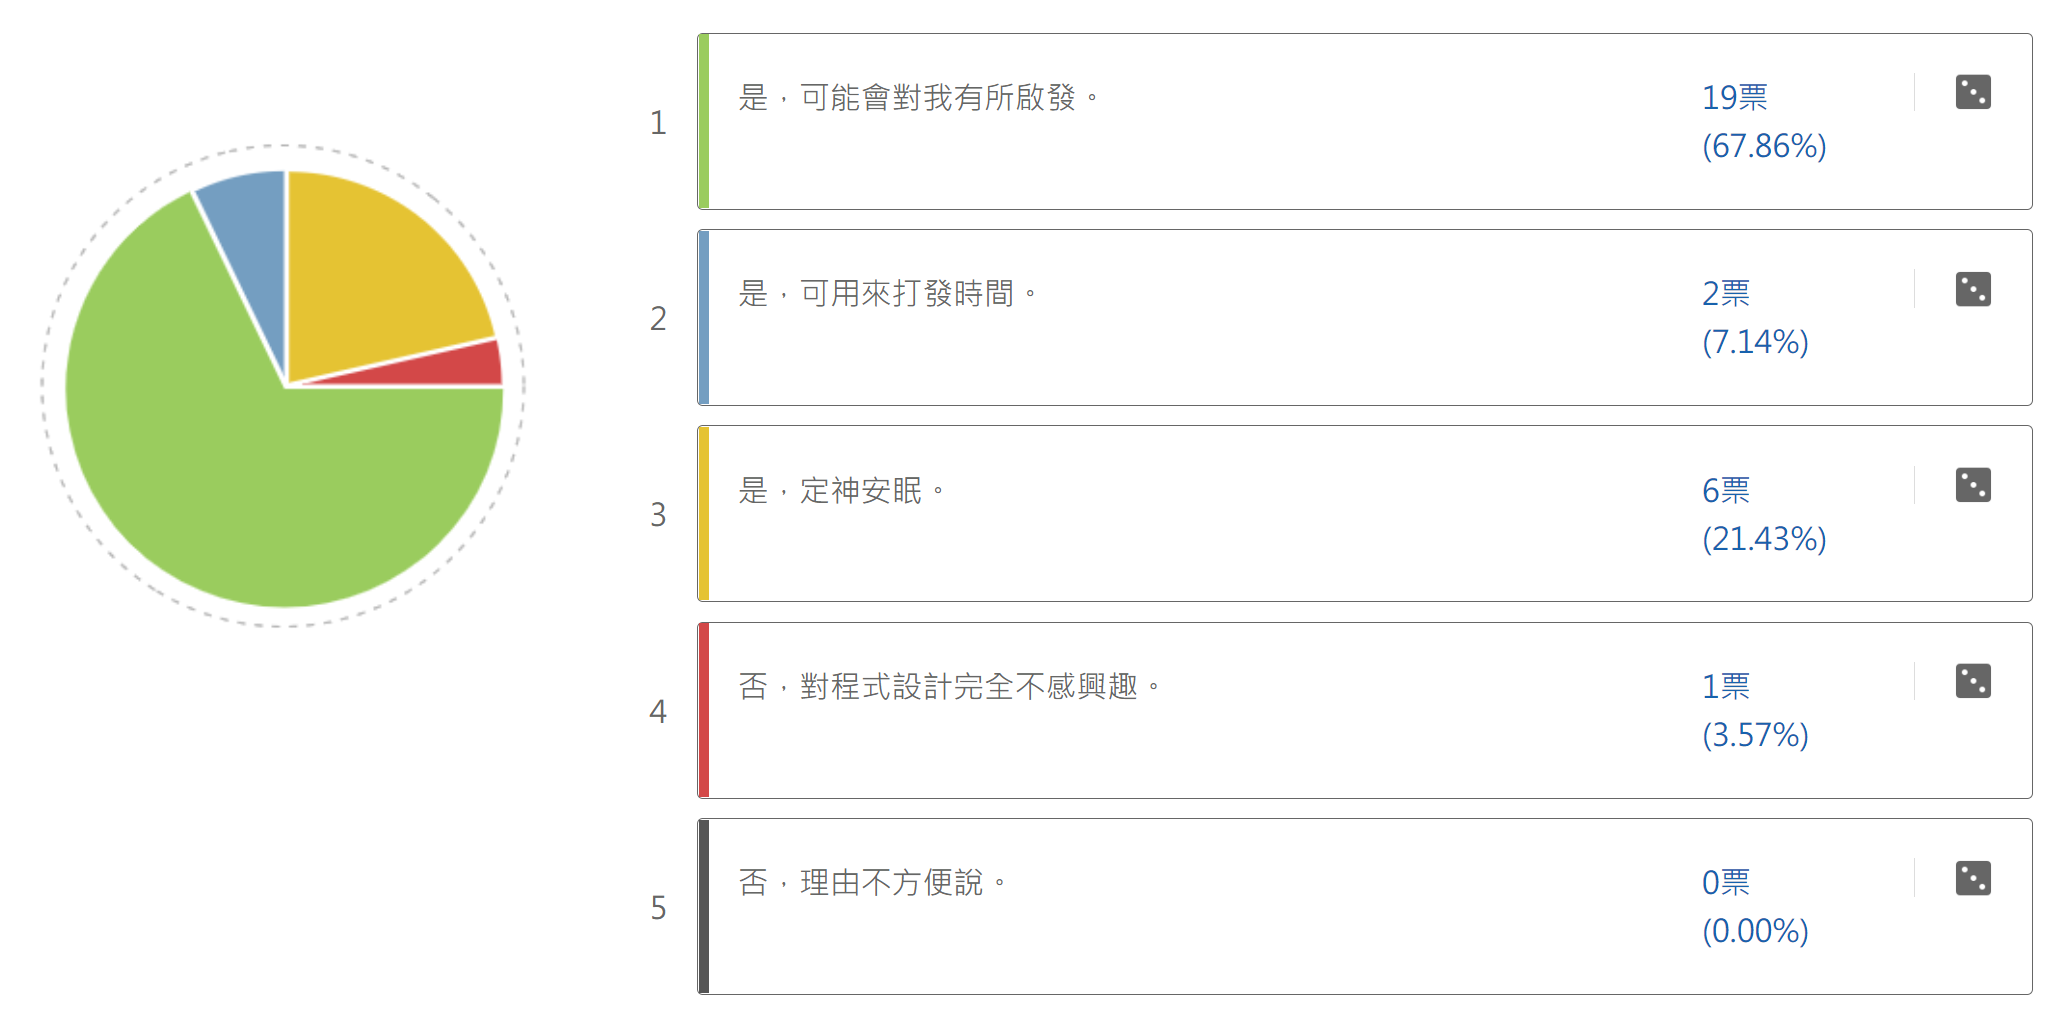 1
是，可能會對我有所啟發。
19票
(67.86%)
2
是，可用來打發時間。
2票
(7.14%)
3
是，定神安眠。
6票
(21.43%)
4
否，對程式設計完全不感興趣。
1票
(3.57%)
5
否，理由不方便說。
0票
(0.00%)